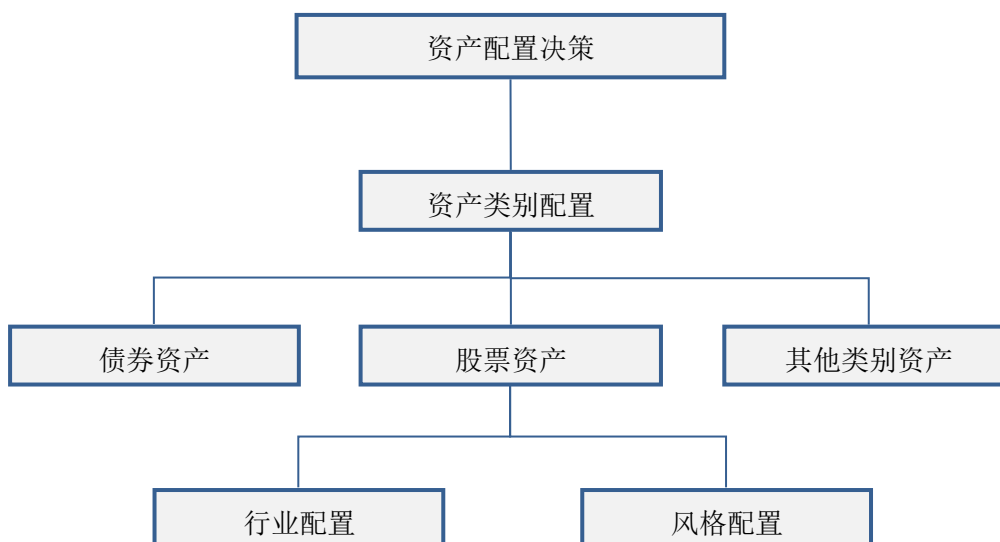 资产配置决策
资产类别配置
债券资产
股票资产
其他类别资产
行业配置
风格配置